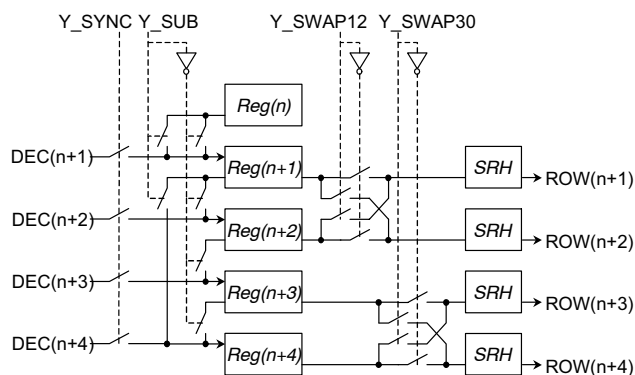 Y_SYNC Y_SUB Y_SWAP12 Y_SWAP30
Reg(n)
DEC(n+1) Reg(n+1) SRH ROW(n+1)
DEC(n+2) Reg(n+2) SRH ROW(n+2)
DEC(n+3) Reg(n+3) SRH ROW(n+3)
DEC(n+4) Reg(n+4) SRH ROW(n+4)